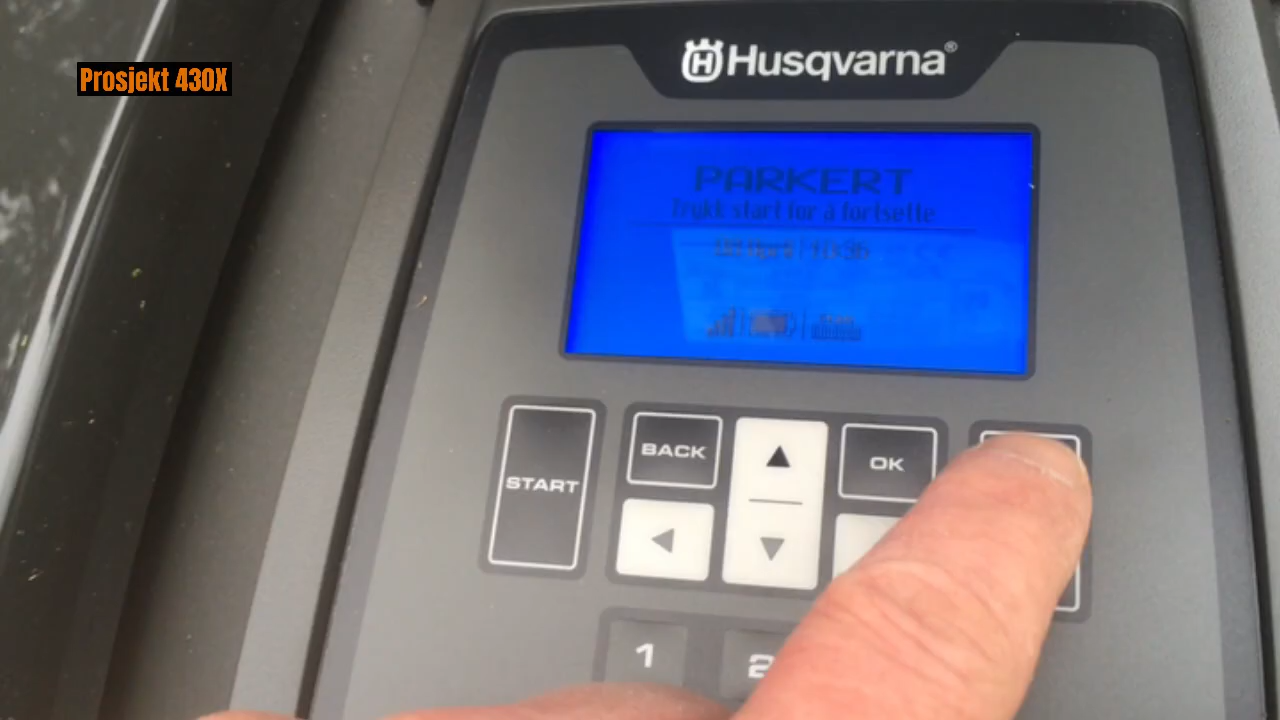 Prosjekt 430X
Husqvarna®
PARKERT
Trykk start for å fortsette
START
BACK
OK
1
2